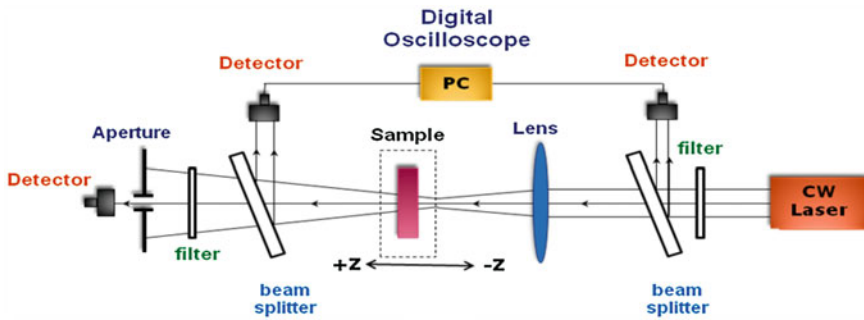 Digital
Oscilloscope
Detector
PC
Detector
Aperture
Sample
Lens
filter
Detector
CW
Laser
filter
+Z
-Z
beam
splitter
beam
splitter